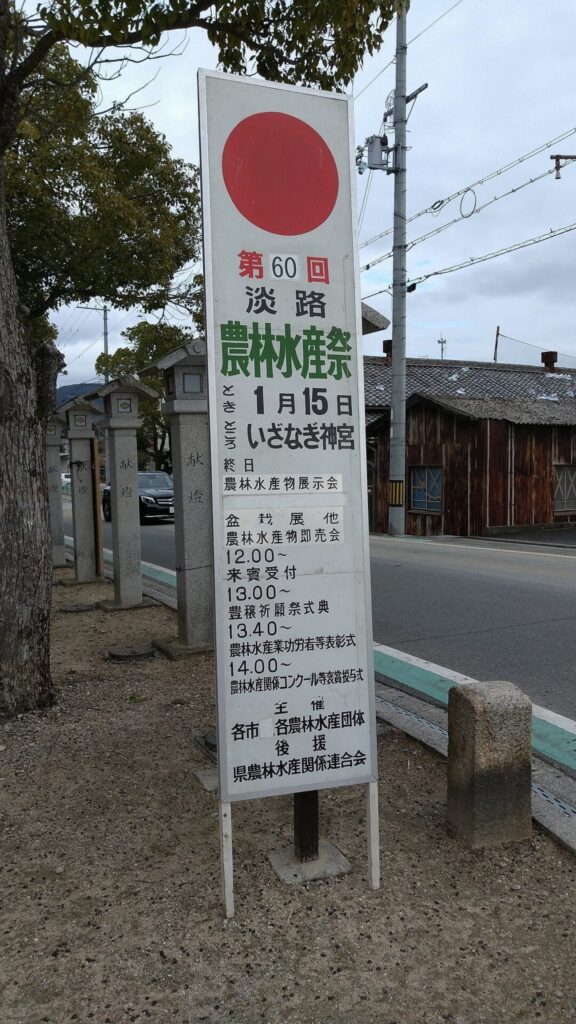 第60回
淡路
農林水産祭
とき 1月15日
ところ いざなぎ神宮
終日
農林水産物展示会
盆栽展他
農林水産物即売会
12.00~
来賓受付
13.00~
豊穣祈願祭式典
13.40~
農林水産業功労者等表彰式
14.00~
農林水産関係コンクール等表賞授与式
主催
各市 各農林水産団体
後援
県農林水産関係連合会
献燈
献燈